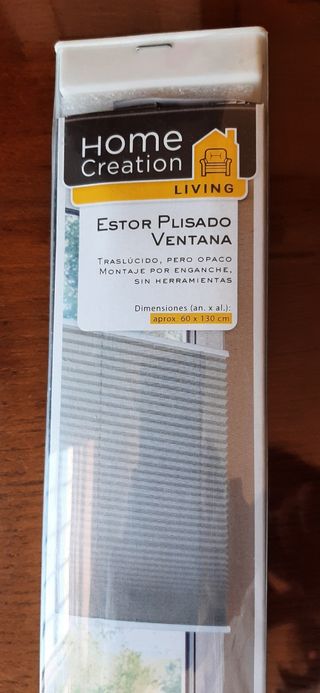 Home
Creation
LIVING
ESTOR PLISADO
VENTANA
TRASLÚCIDO, PERO OPACO
MONTAJE POR ENGANCHE,
SIN HERRAMIENTAS
Dimensiones (an. x al.):
aprox. 60 x 130 cm